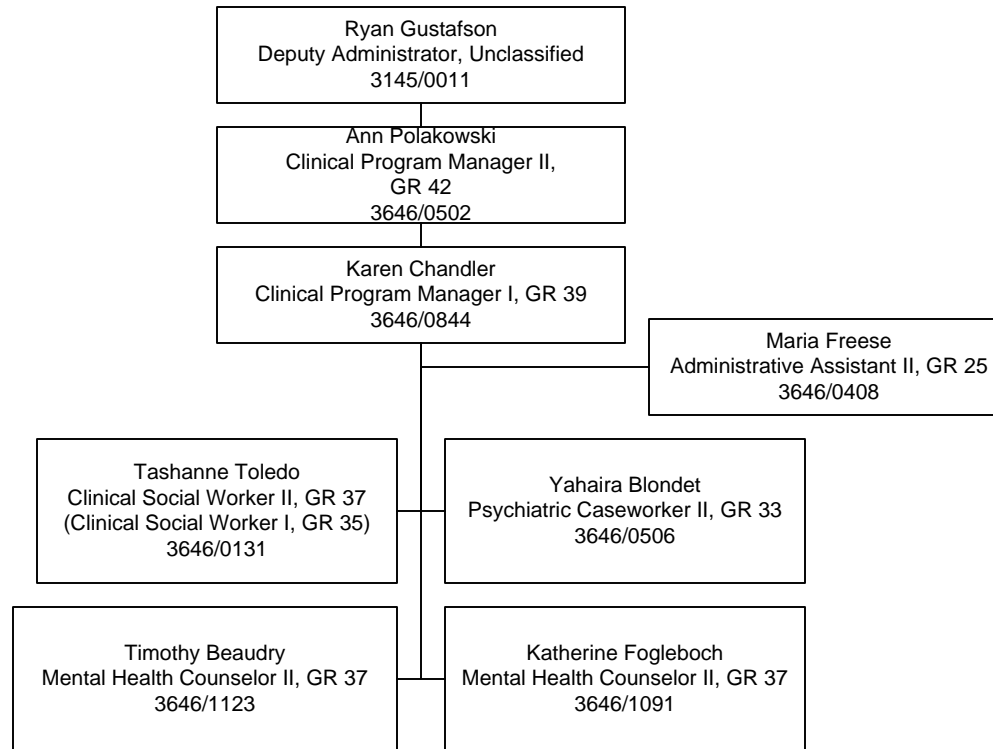 Ryan Gustafson
Deputy Administrator, Unclassified
3145/0011
Ann Polakowski
Clinical Program Manager II,
GR 42
3646/0502
Karen Chandler
Clinical Program Manager I, GR 39
3646/0844
Maria Freese
Administrative Assistant II, GR 25
3646/0408
Tashanne Toledo
Clinical Social Worker II, GR 37
(Clinical Social Worker I, GR 35)
3646/0131
Yahaira Blondet
Psychiatric Caseworker II, GR 33
3646/0506
Timothy Beaudry
Mental Health Counselor II, GR 37
3646/1123
Katherine Fogleboch
Mental Health Counselor II, GR 37
3646/1091